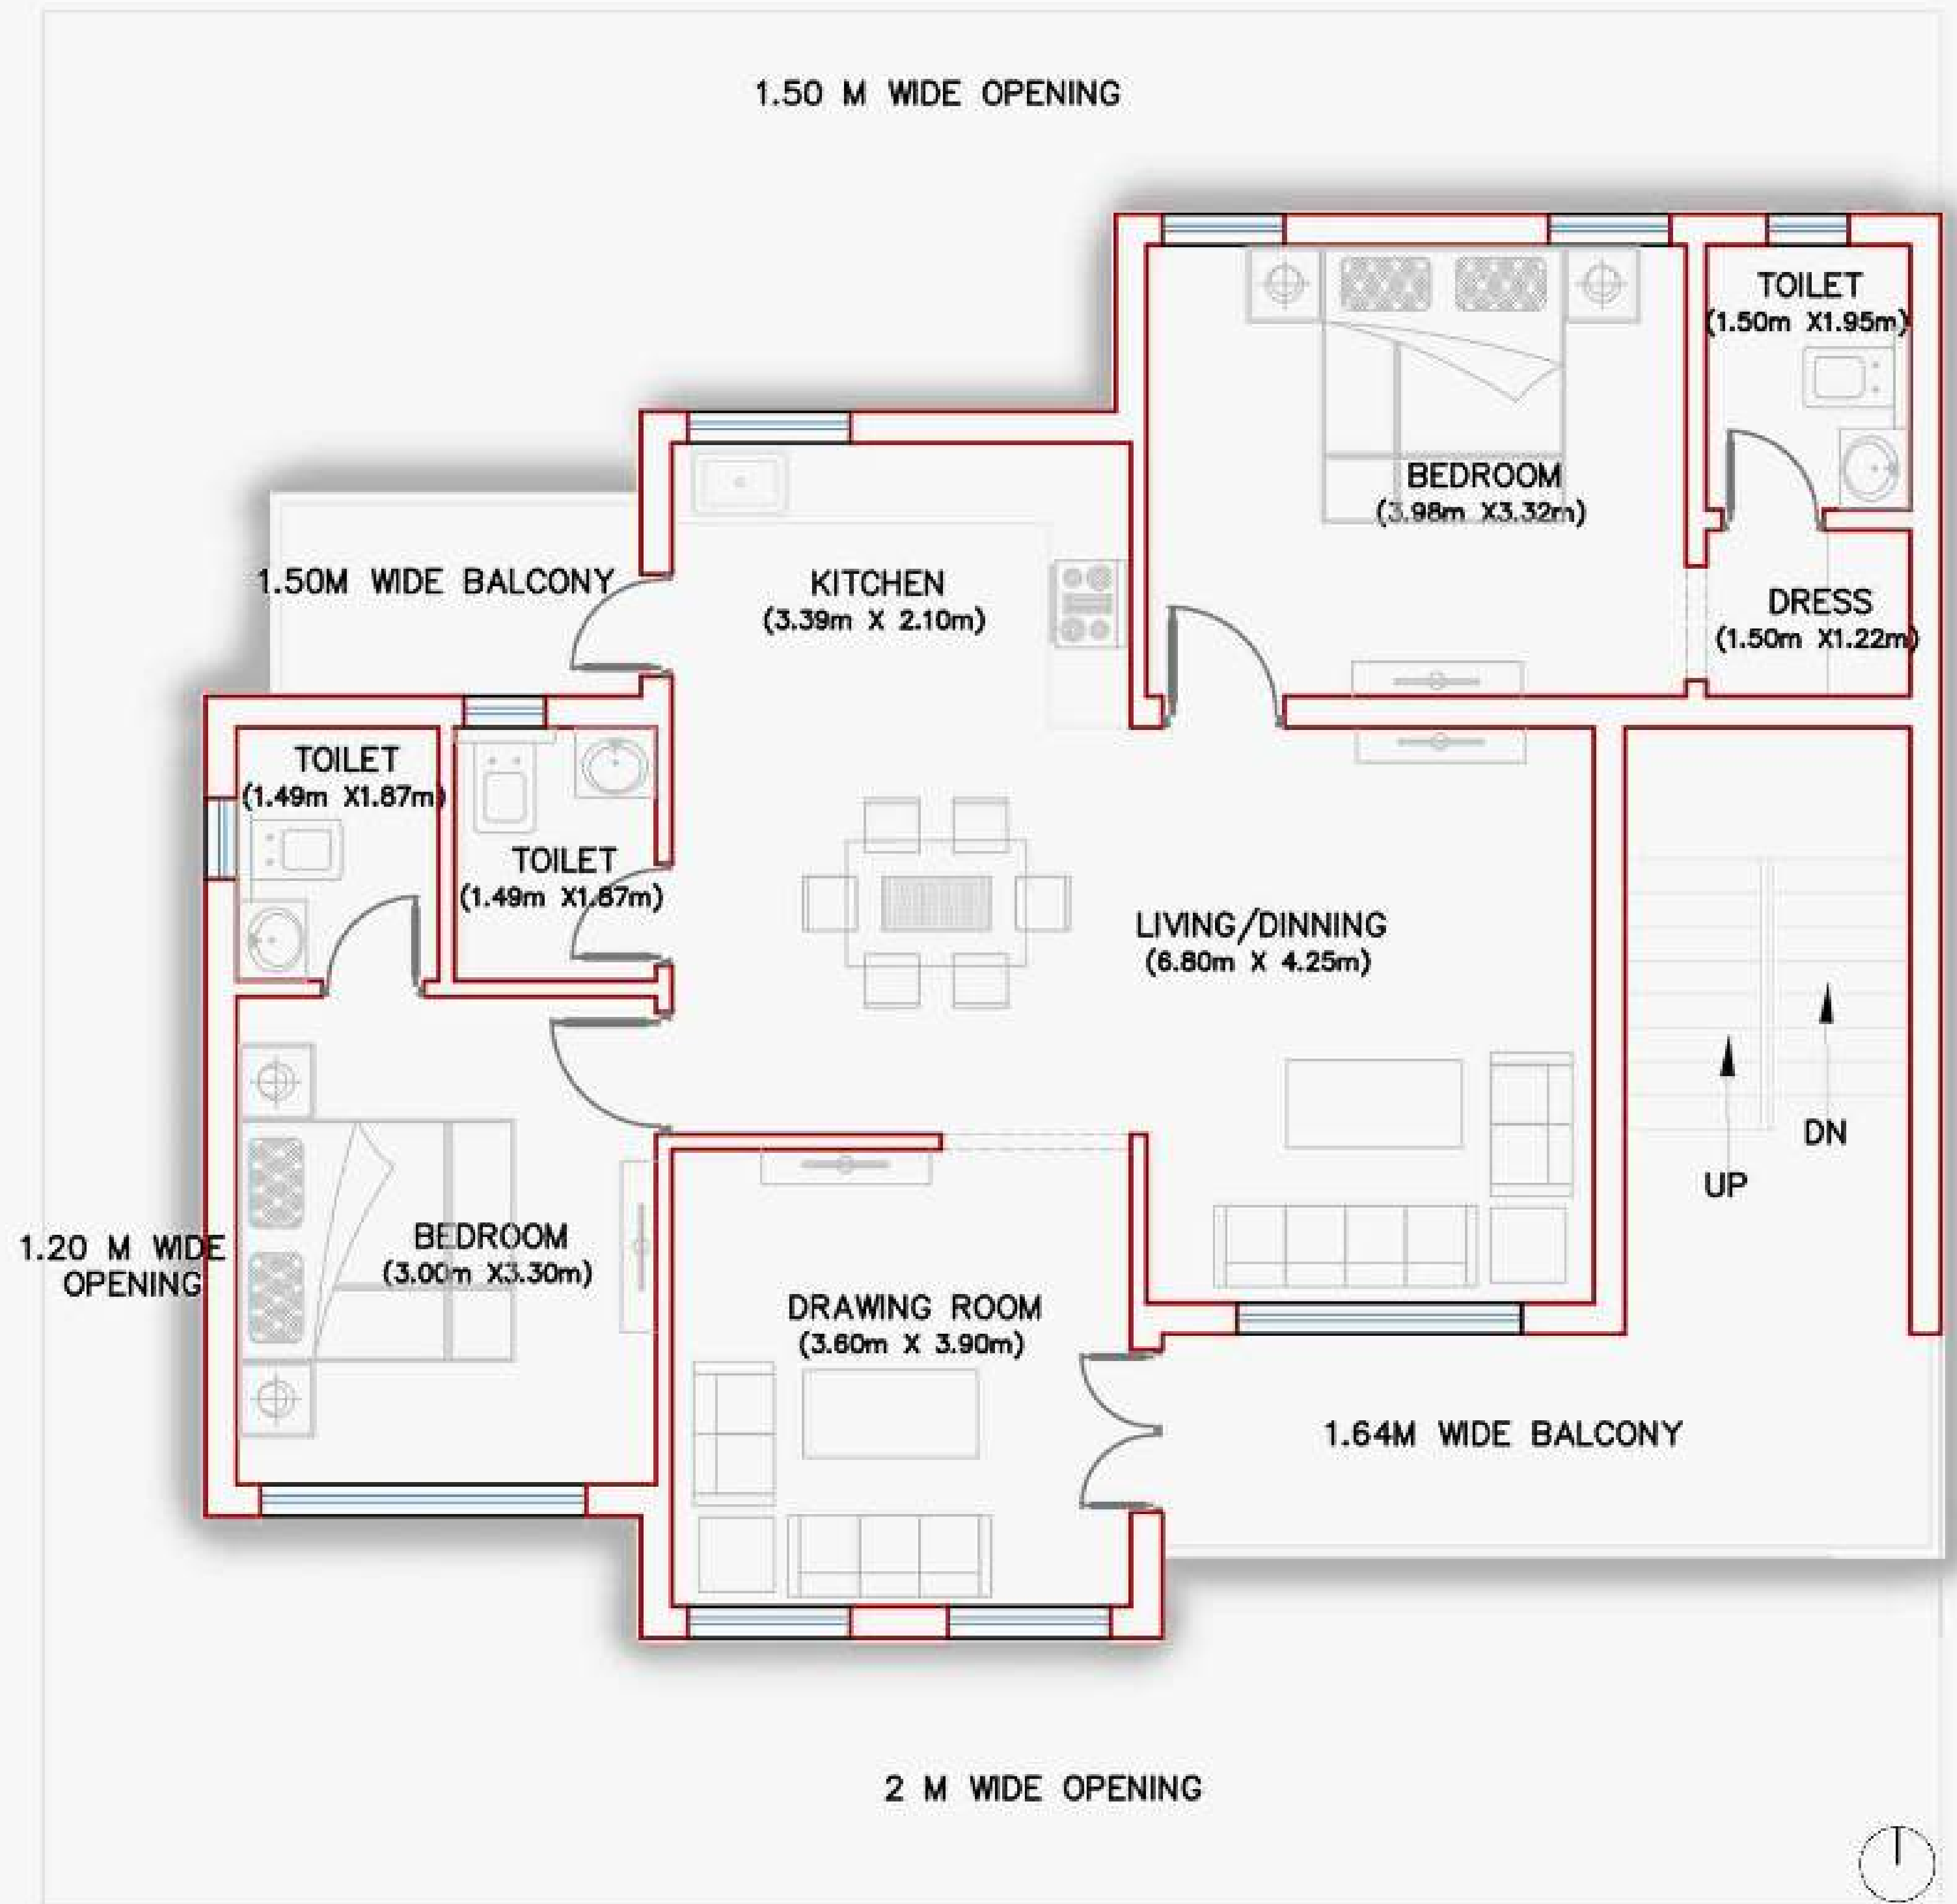 1.50 M WIDE OPENING
TOILET
(1.50m X1.95m)
BEDROOM
(3.98m X3.32m)
1.50M WIDE BALCONY
KITCHEN
(3.39m X 2.10m)
DRESS
(1.50m X1.22m)
TOILET
(1.49m X1.87m)
TOILET
(1.49m X1.87m)
LIVING/DINNING
(6.80m X 4.25m)
DN
UP
1.20 M WIDE
OPENING
BEDROOM
(3.00m X3.30m)
DRAWING ROOM
(3.60m X 3.90m)
1.64M WIDE BALCONY
2 M WIDE OPENING